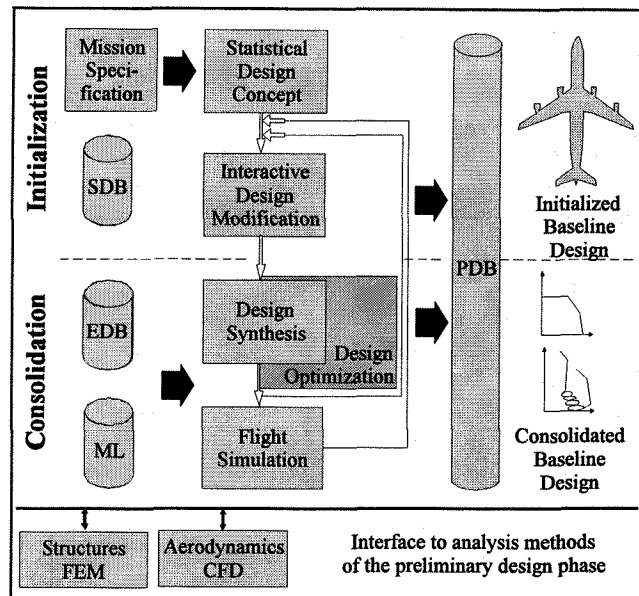 Initialization
Mission
Speci-
fication
Statistical
Design
Concept
SDB
Interactive
Design
Modification
Initialized
Baseline
Design
PDB
Consolidation
EDB
Design
Synthesis
Design
Optimization
ML
Flight
Simulation
Consolidated
Baseline
Design
Structures
FEM
Aerodynamics
CFD
Interface to analysis methods
of the preliminary design phase